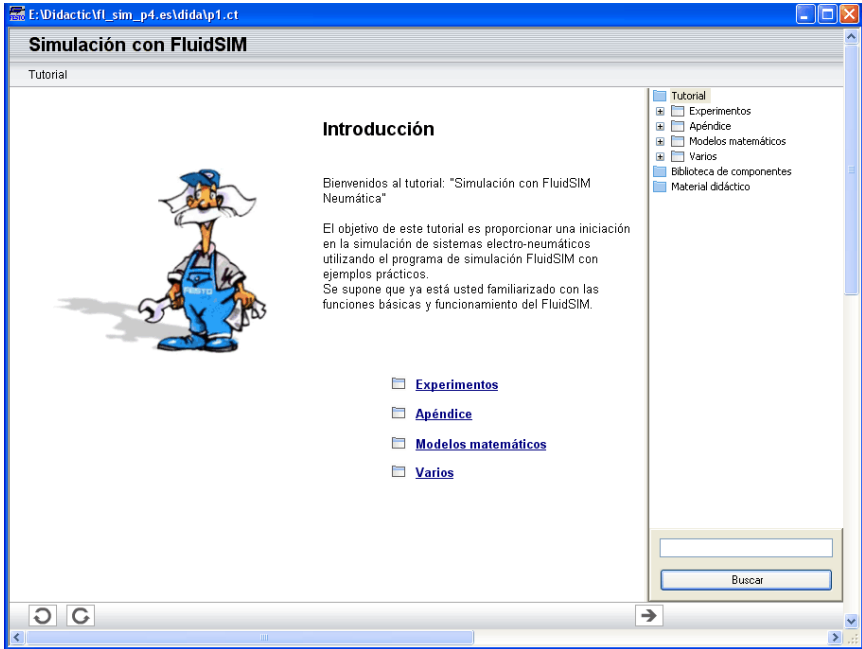 E:\Didactic\fl_sim_p4.es\dida\p1.ct
Simulación con FluidSIM
Tutorial
Introducción
Bienvenidos al tutorial: "Simulación con FluidSIM
Neumática"
El objetivo de este tutorial es proporcionar una iniciación
en la simulación de sistemas electro-neumáticos
utilizando el programa de simulación FluidSIM con
ejemplos prácticos.
Se supone que ya está usted familiarizado con las
funciones básicas y funcionamiento del FluidSIM.
FESTO
Experimentos
Apéndice
Modelos matemáticos
Varios
Tutorial
Experimentos
Apéndice
Modelos matemáticos
Varios
Biblioteca de componentes
Material didáctico
Buscar